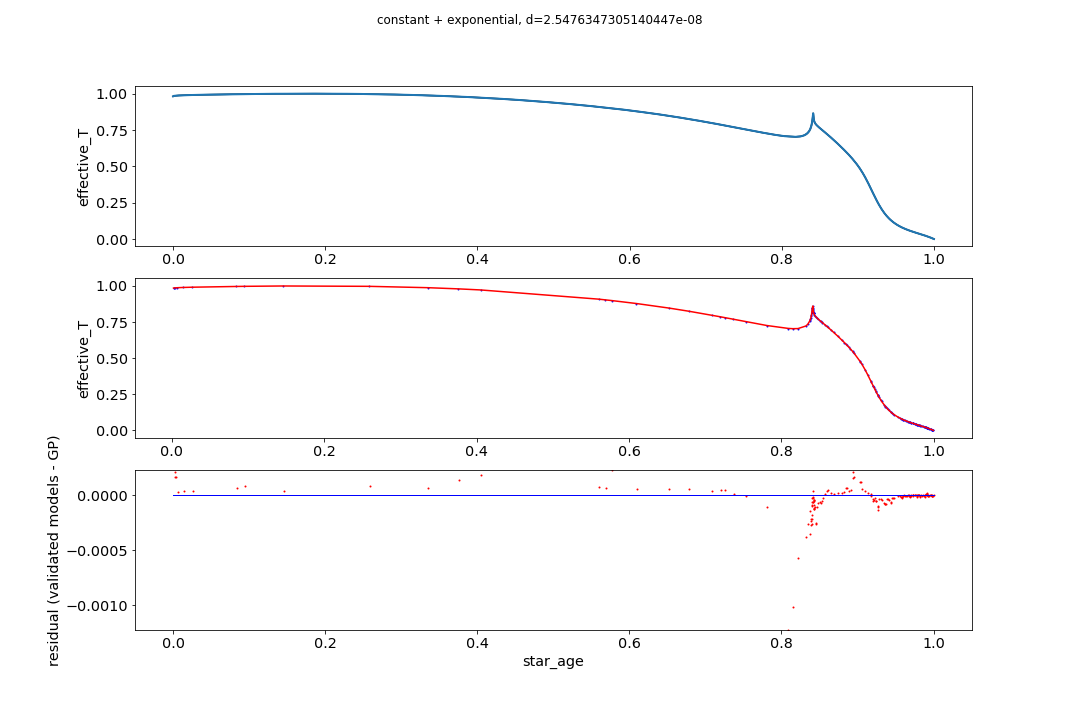 constant + exponential, d=2.5476347305140447e-08
effective_T
1.00
0.75
0.50
0.25
0.00
0.0 0.2 0.4 0.6 0.8 1.0
effective_T
1.00
0.75
0.50
0.25
0.00
0.0 0.2 0.4 0.6 0.8 1.0
residual (validated models - GP)
0.0000
−0.0005
−0.0010
0.0 0.2 0.4 0.6 0.8 1.0
star_age